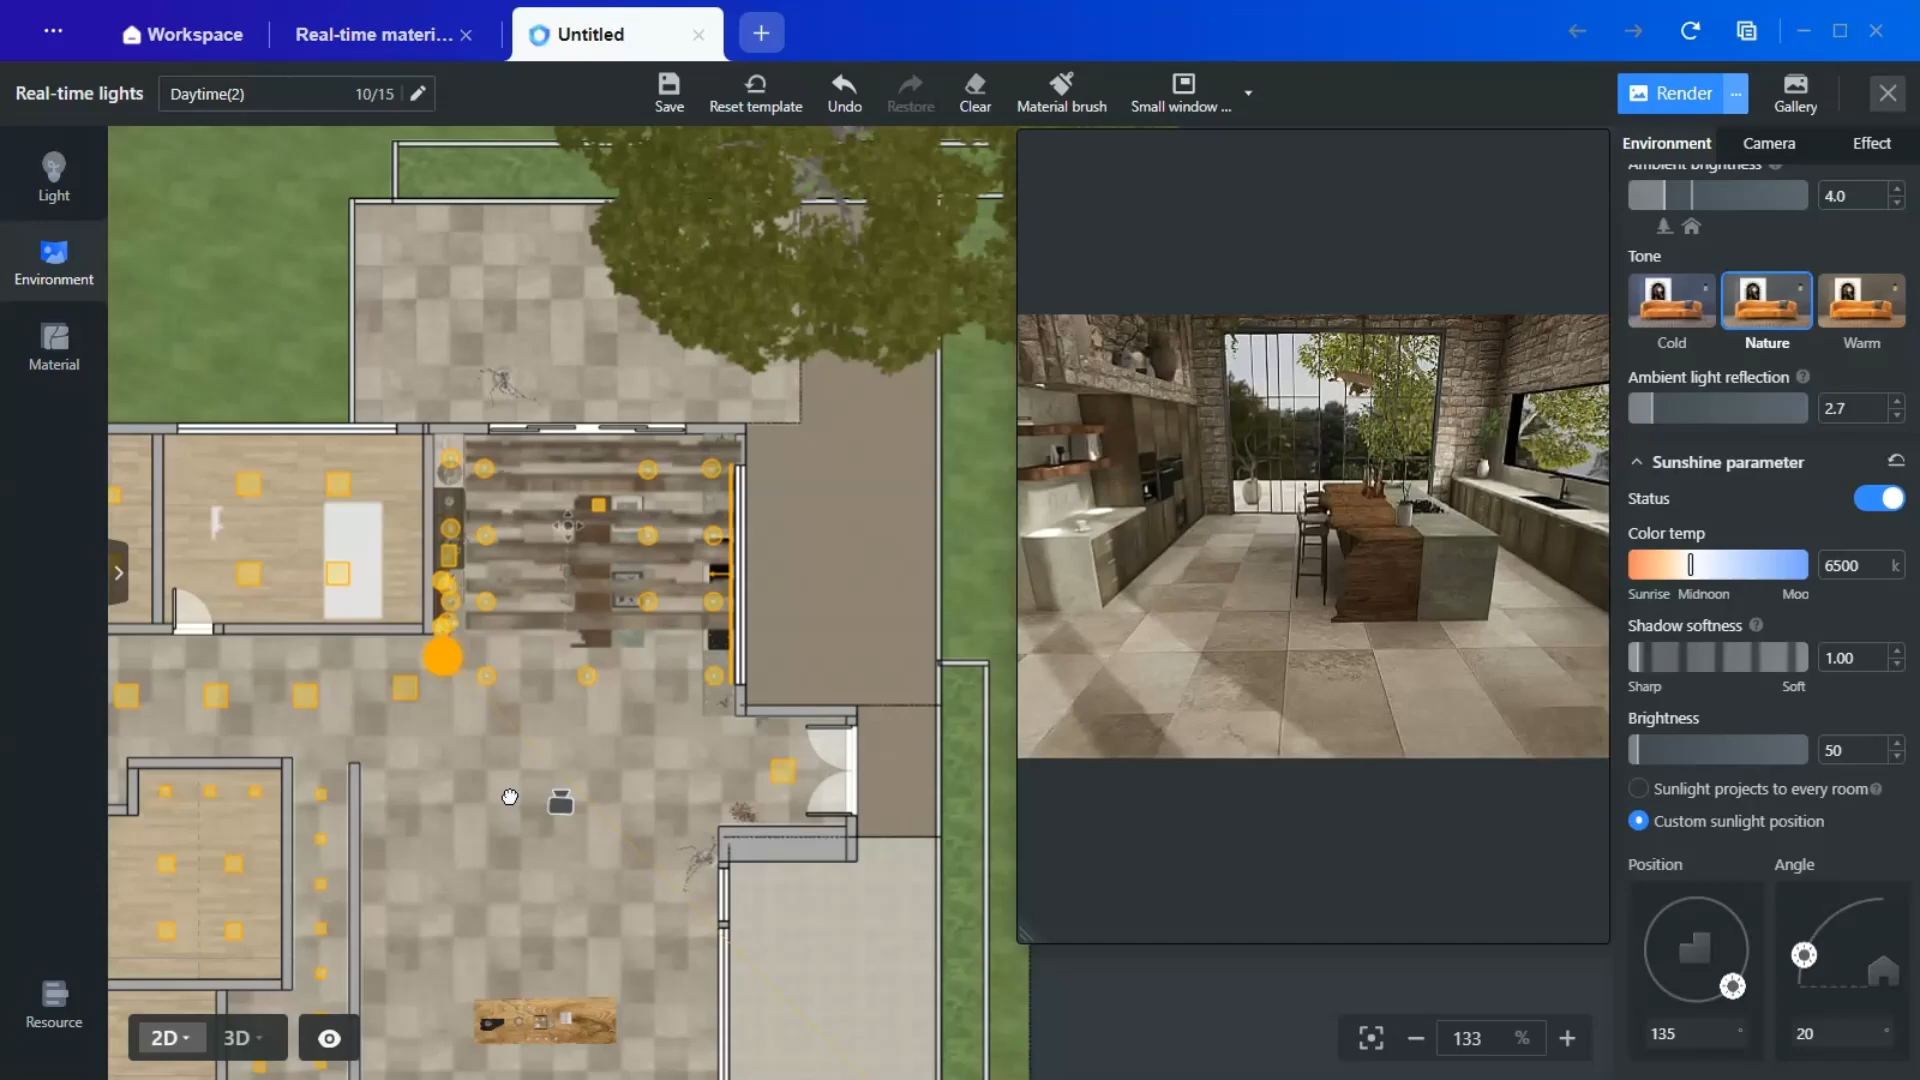 Workspace
Real-time materi...
Untitled
Real-time lights
Daytime(2)
10/15
Save
Reset template
Undo
Restore
Clear
Material brush
Small window ...
Render
...
Gallery
Light
Environment
Material
Resource
2D
3D
133
%
Environment
Camera
Effect
Ambient brightness
4.0
Tone
Cold
Nature
Warm
Ambient light reflection
2.7
Sunshine parameter
Status
Color temp
6500
k
Sunrise
Midnoon
Moo
Shadow softness
1.00
Sharp
Soft
Brightness
50
Sunlight projects to every room
Custom sunlight position
Position
Angle
135
°
20
°